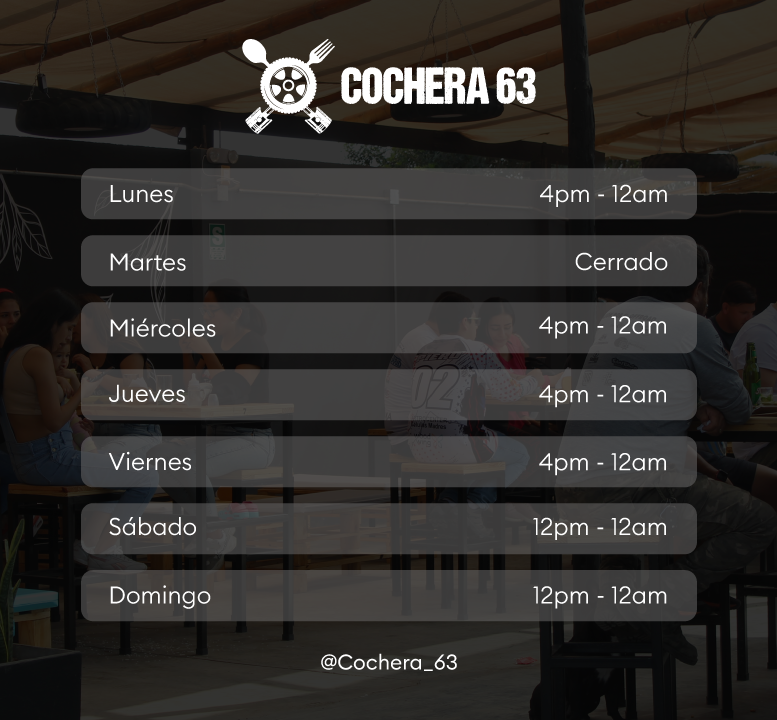 COCHERA 63
Lunes 4pm - 12am
Martes Cerrado
Miércoles 4pm - 12am
Jueves 4pm - 12am
Viernes 4pm - 12am
Sábado 12pm - 12am
Domingo 12pm - 12am
@Cochera_63
S
02